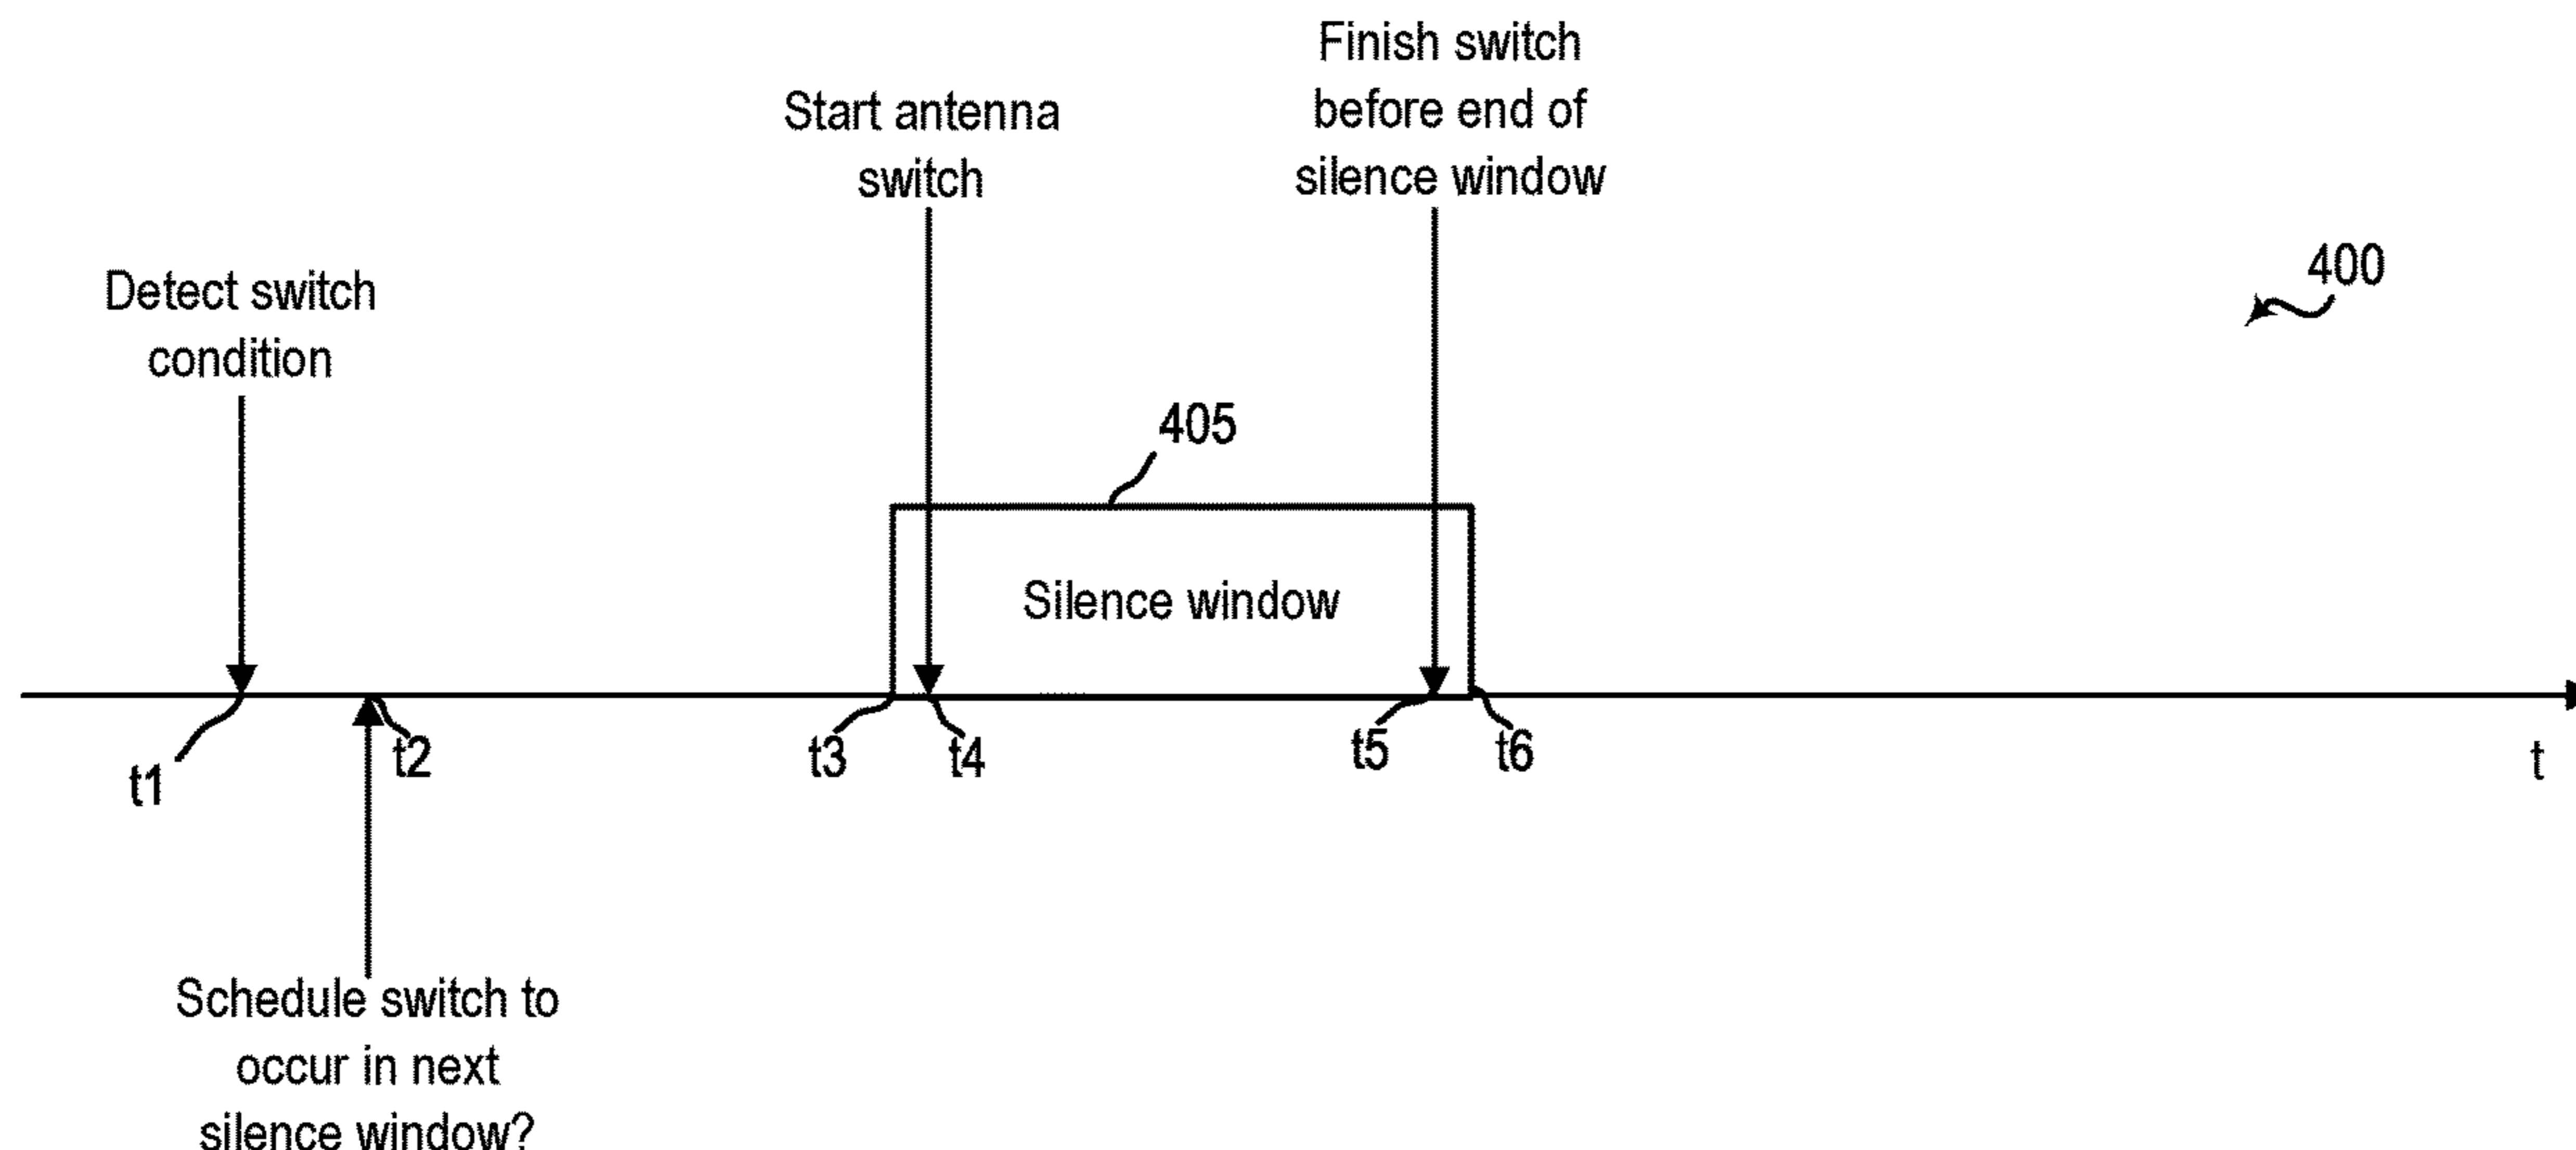 Finish switch
before end of
silence window
Start antenna
switch
400
Detect switch
condition
405
Silence window
t1
t2
t3
t4
t5
t6
t
Schedule switch to
occur in next
silence window?